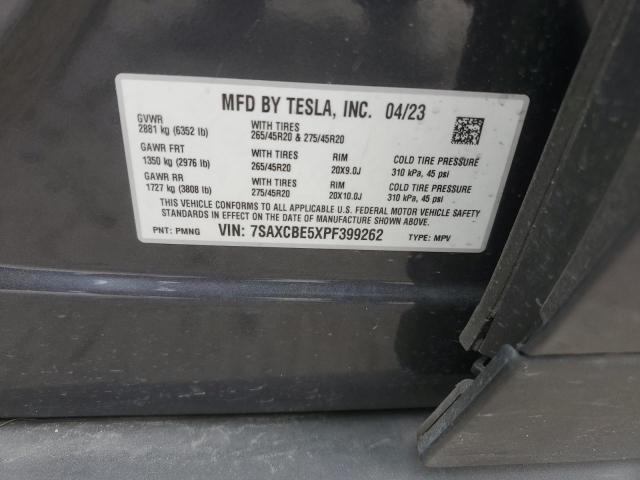 MFD BY TESLA, INC. 04/23
GVWR
2881 kg (6352 lb)
WITH TIRES
265/45R20 & 275/45R20
GAWR FRT
1350 kg (2976 lb)
WITH TIRES
265/45R20
RIM
20X9.0J
COLD TIRE PRESSURE
310 kPa, 45 psi
GAWR RR
1727 kg (3808 lb)
WITH TIRES
275/45R20
RIM
20X10.0J
COLD TIRE PRESSURE
310 kPa, 45 psi
THIS VEHICLE CONFORMS TO ALL APPLICABLE U.S. FEDERAL MOTOR VEHICLE SAFETY
STANDARDS IN EFFECT ON THE DATE OF MANUFACTURE SHOWN ABOVE.
PNT: PMNG VIN: 7SAXCBE5XPF399262 TYPE: MPV